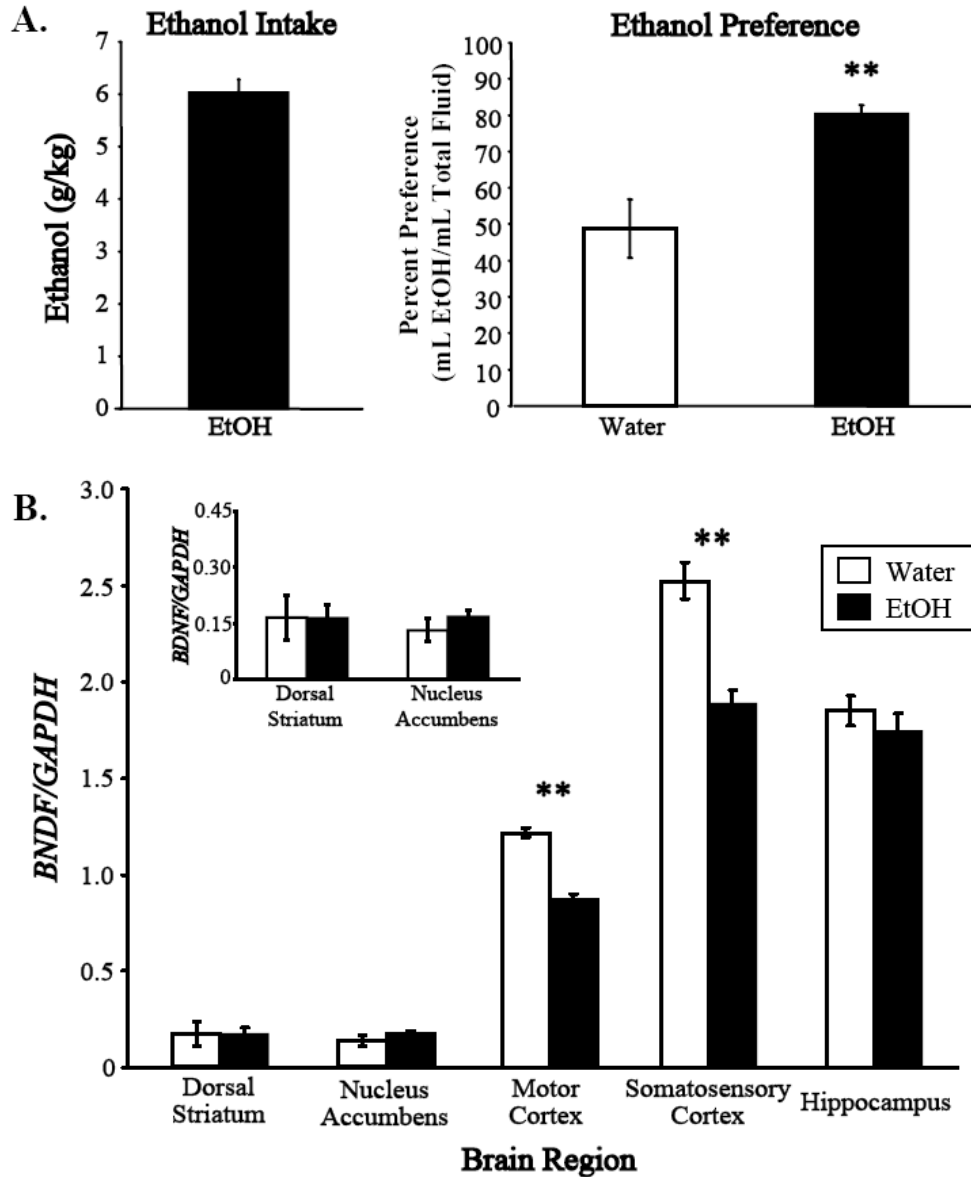 A.
Ethanol Intake
Ethanol (g/kg)
7
6
5
4
3
2
1
0
EtOH
Ethanol Preference
Percent Preference
(mL EtOH/mL Total Fluid)
100
90
80
70
60
50
40
30
20
10
0
**
Water
EtOH
B.
BNDF/GAPDH
3.0
2.5
2.0
1.5
1.0
0.5
0
BDNF/GAPDH
0.45
0.30
0.15
0
Dorsal
Striatum
Nucleus
Accumbens
**
**
Water
EtOH
Dorsal
Striatum
Nucleus
Accumbens
Motor
Cortex
Somatosensory
Cortex
Hippocampus
Brain Region